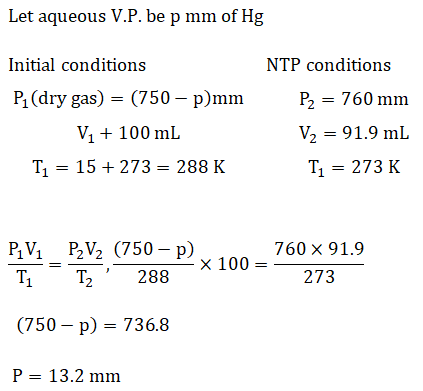 Let aqueous V.P. be p mm of Hg
Initial conditions NTP conditions
P₁(dry gas) = (750 − p)mm P₂ = 760 mm
V₁ + 100 mL V₂ = 91.9 mL
T₁ = 15 + 273 = 288 K T₁ = 273 K
P₁V₁/T₁ = P₂V₂/T₂, (750 − p)/288 × 100 = 760 × 91.9/273
(750 − p) = 736.8
P = 13.2 mm